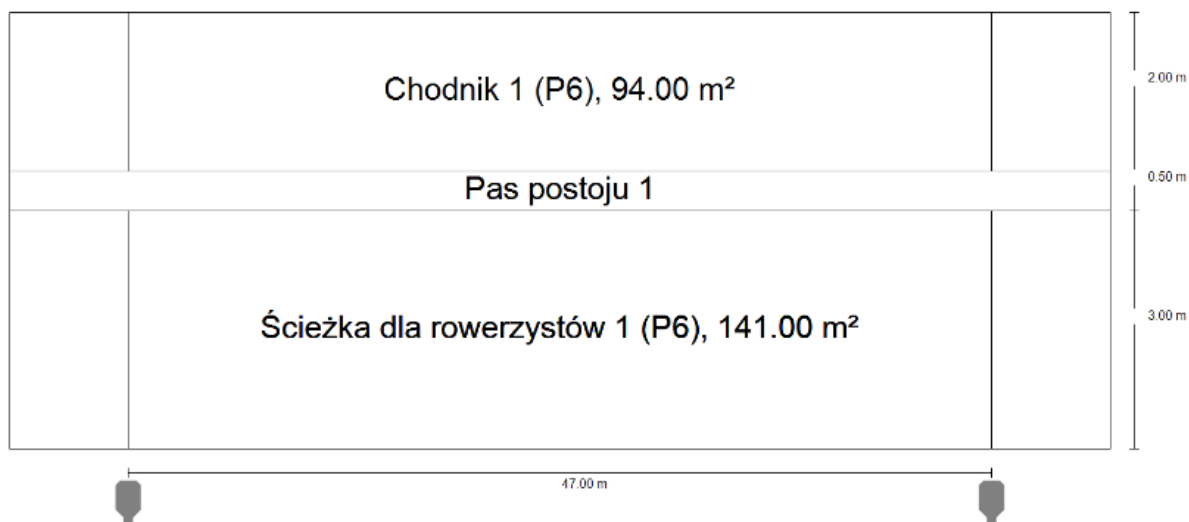 Chodnik 1 (P6), 94.00 m²
2.00 m
Pas postoju 1
0.50 m
Ścieżka dla rowerzystów 1 (P6), 141.00 m²
3.00 m
47.00 m